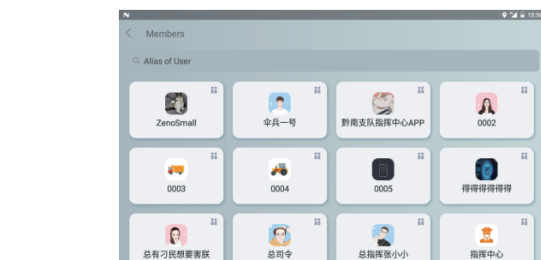 15:50
Members
Alias of User
ZenoSmall
伞兵一号
黔南支队指挥中心APP
0002
0003
0004
0005
得得得得得得
总有刁民想要害朕
总司令
总指挥张小小
指挥中心